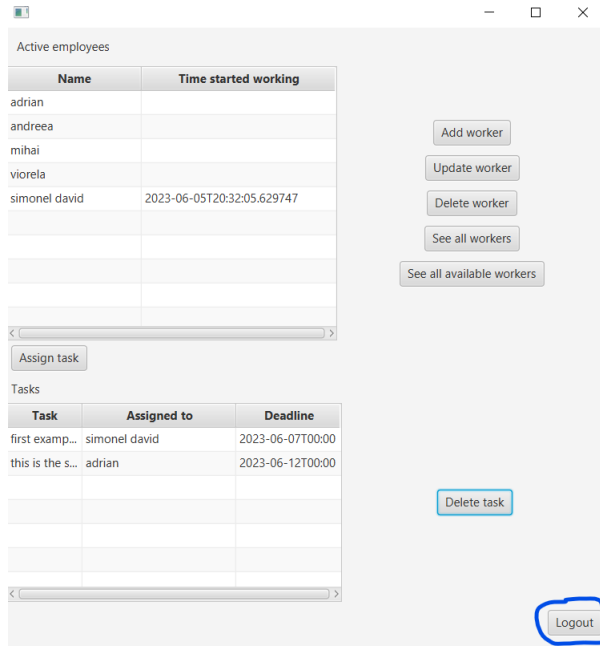 Active employees
Name Time started working
adrian
andreea
mihai
viorela
simonel david 2023-06-05T20:32:05.629747
Add worker
Update worker
Delete worker
See all workers
See all available workers
Assign task
Tasks
Task Assigned to Deadline
first examp... simonel david 2023-06-07T00:00
this is the s... adrian 2023-06-12T00:00
Delete task
Logout